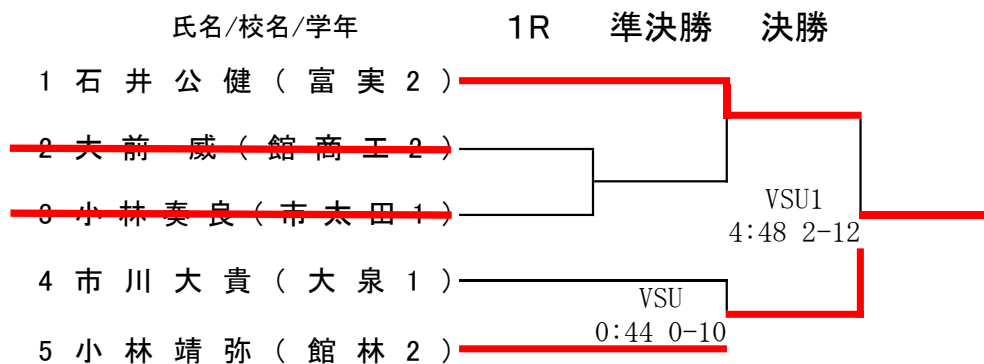 氏名/校名/学年 1R 準決勝 決勝
1 石井公健(富実2)
2 大前 威(館商工2)
3 小林奏良(市太田1)
VSU1
4:48 2-12
4 市川大貴(大泉1)
VSU
0:44 0-10
5 小林靖弥(館林2)